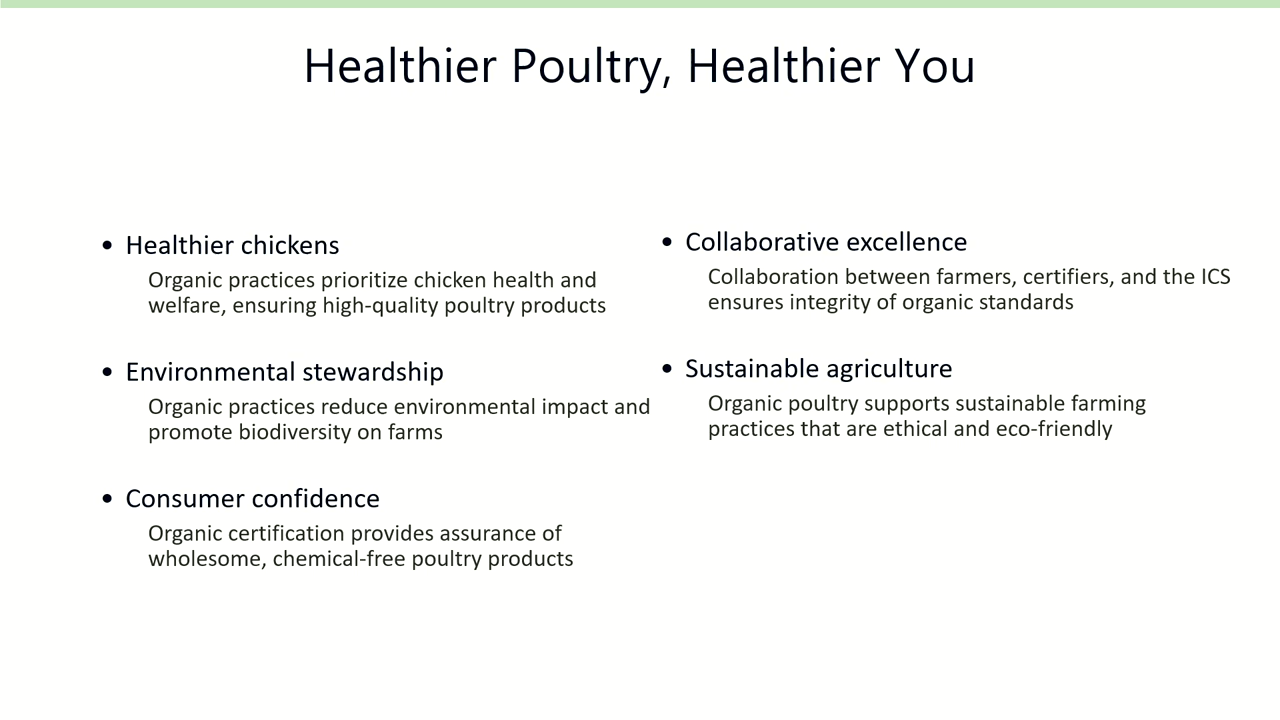 Healthier Poultry, Healthier You
• Healthier chickens
Organic practices prioritize chicken health and
welfare, ensuring high-quality poultry products
• Environmental stewardship
Organic practices reduce environmental impact and
promote biodiversity on farms
• Consumer confidence
Organic certification provides assurance of
wholesome, chemical-free poultry products
• Collaborative excellence
Collaboration between farmers, certifiers, and the ICS
ensures integrity of organic standards
• Sustainable agriculture
Organic poultry supports sustainable farming
practices that are ethical and eco-friendly